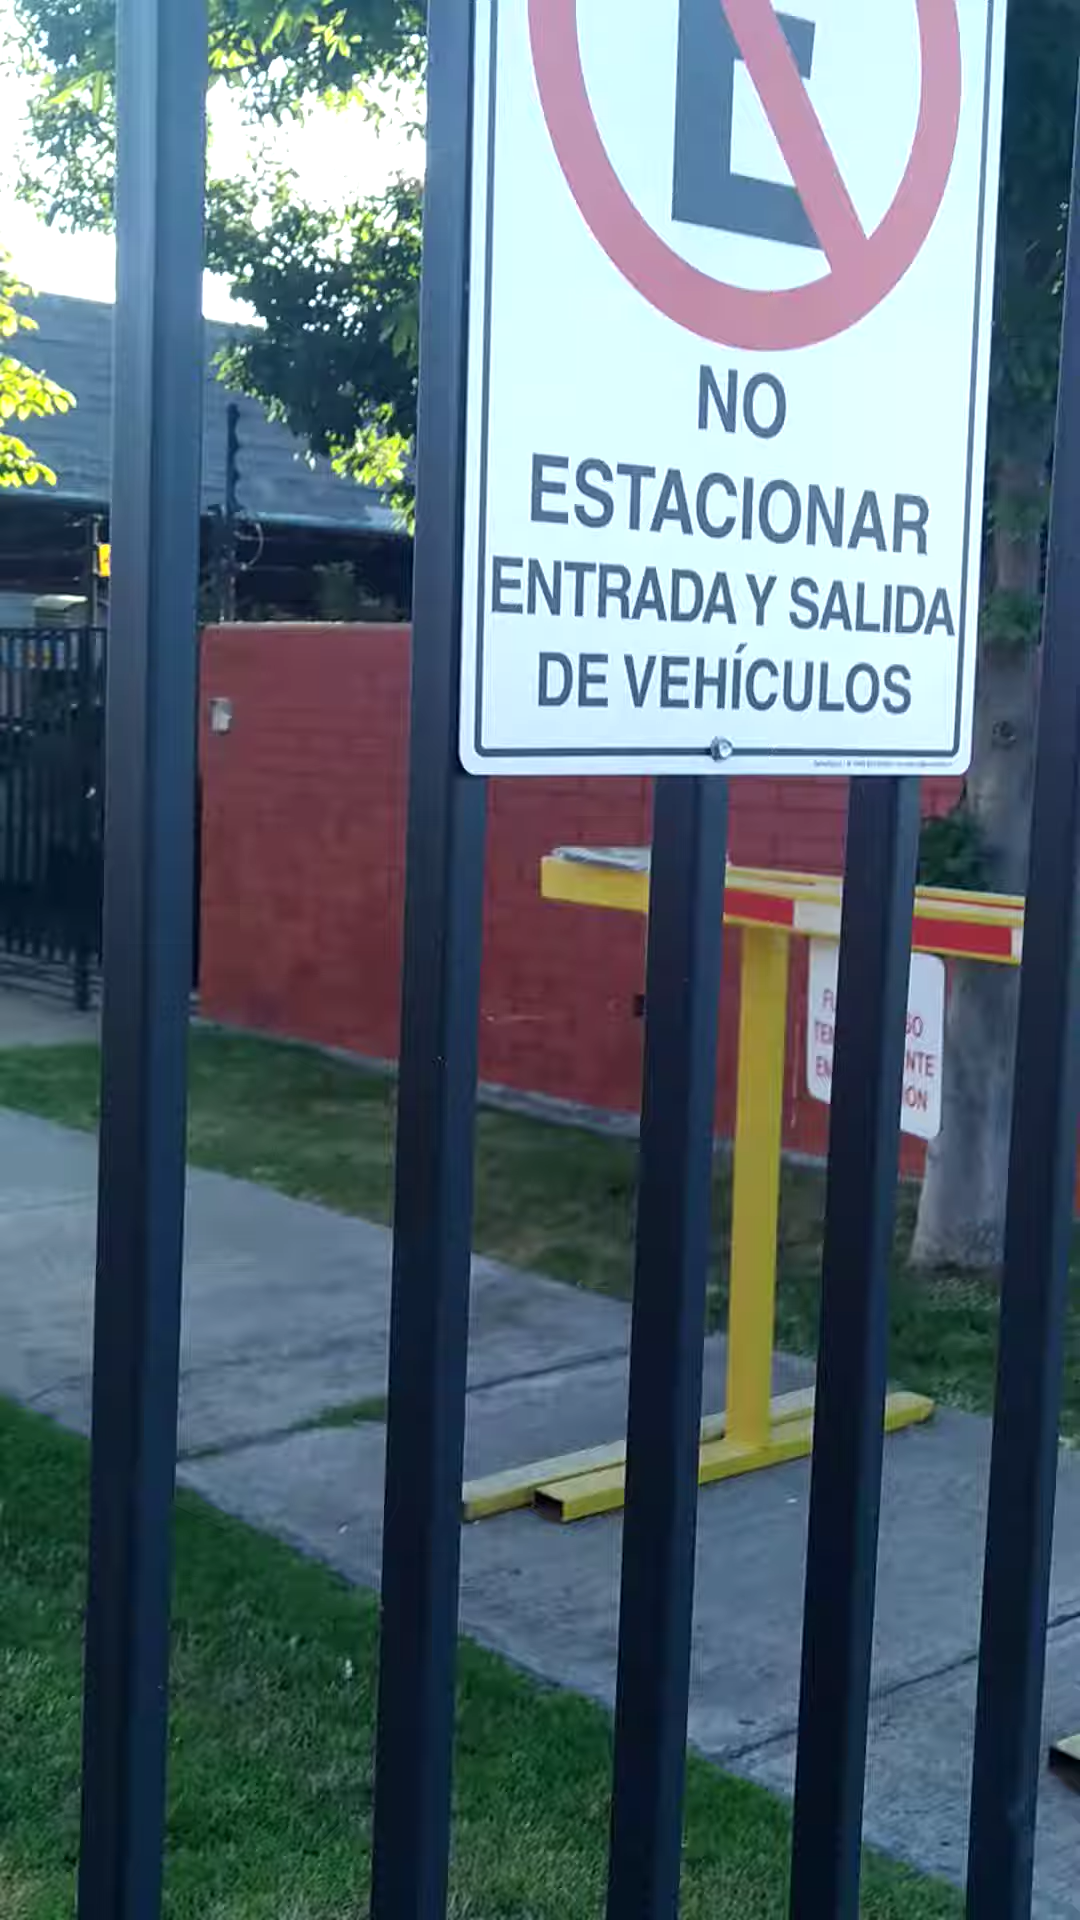 E
NO
ESTACIONAR
ENTRADA Y SALIDA
DE VEHÍCULOS